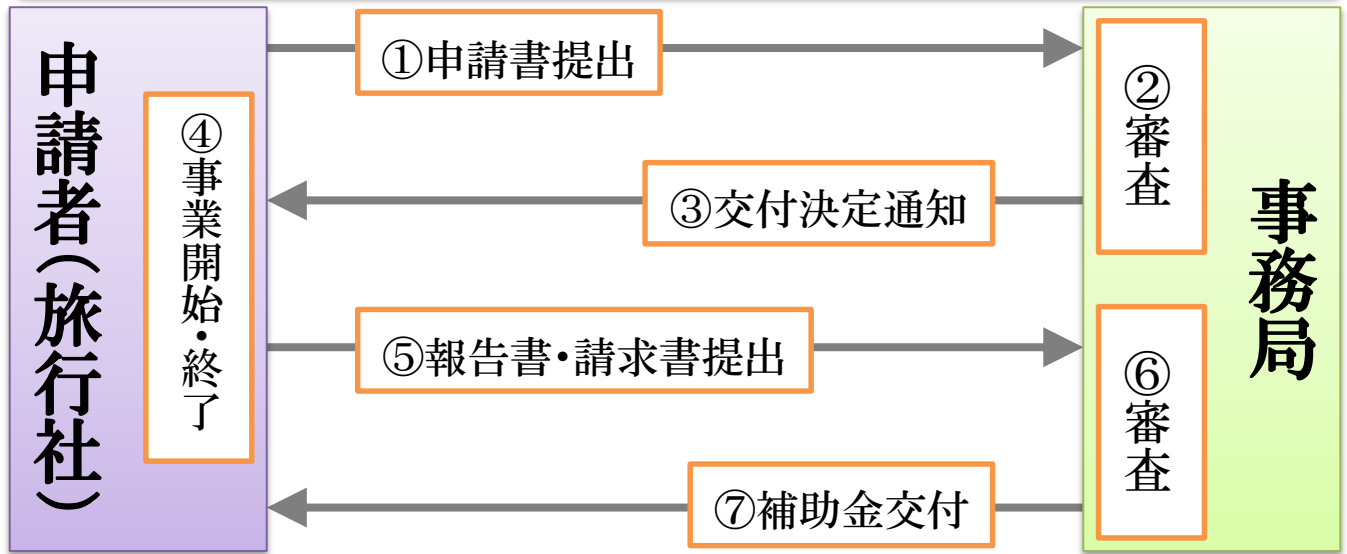 申請者(旅行社)
①申請書提出
②審査
③交付決定通知
④事業開始・終了
⑤報告書・請求書提出
⑥審査
⑦補助金交付
事務局